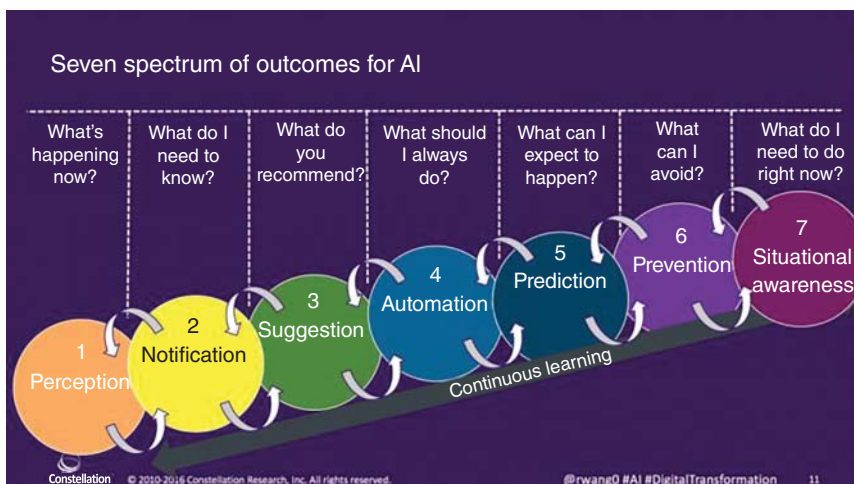 Seven spectrum of outcomes for AI
What's
happening
now?
What do I
need to
know?
What do
you
recommend?
What should
I always
do?
What can I
expect to
happen?
What
can I
avoid?
What do I
need to do
right now?
1
Perception
2
Notification
3
Suggestion
4
Automation
5
Prediction
6
Prevention
7
Situational
awareness
Continuous learning
Constellation
© 2010-2016 Constellation Research, Inc. All rights reserved.
@rwang0 #AI #DigitalTransformation
11